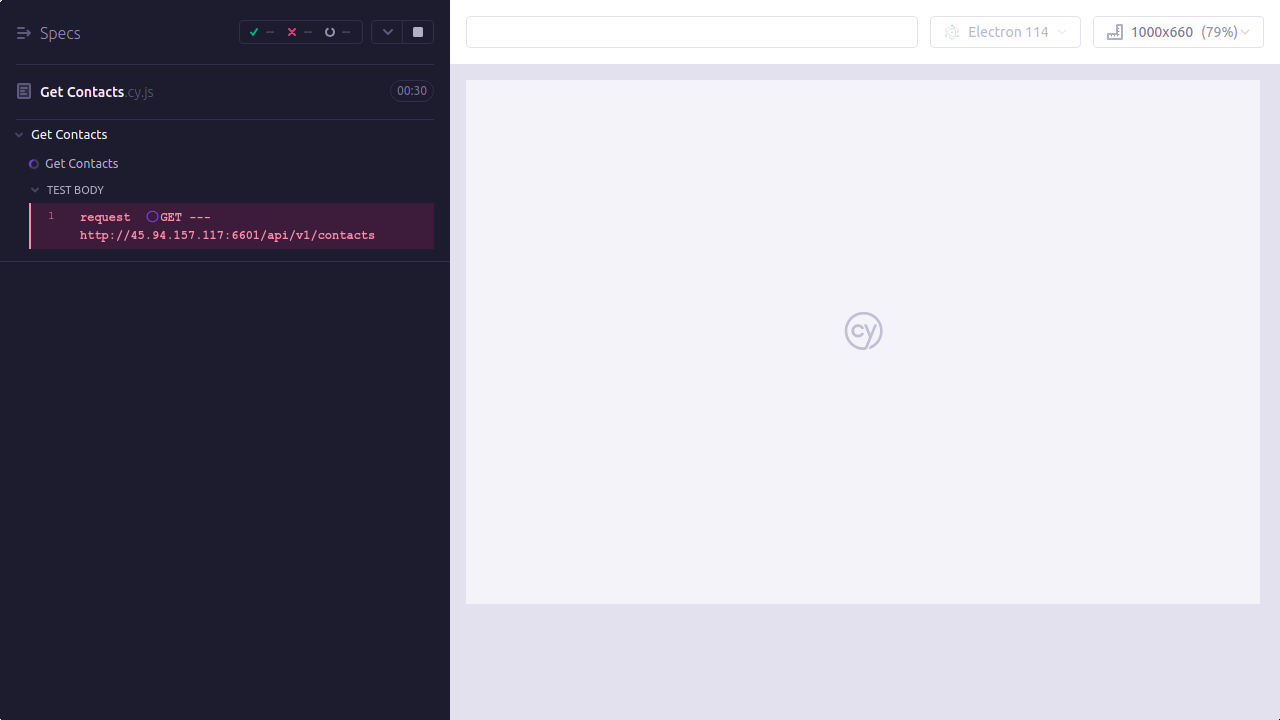 Specs
--
--
--
Get Contacts.cy.js
00:30
Get Contacts
Get Contacts
TEST BODY
1 request GET ---
http://45.94.157.117:6601/api/v1/contacts
Electron 114
1000x660 (79%)
cy